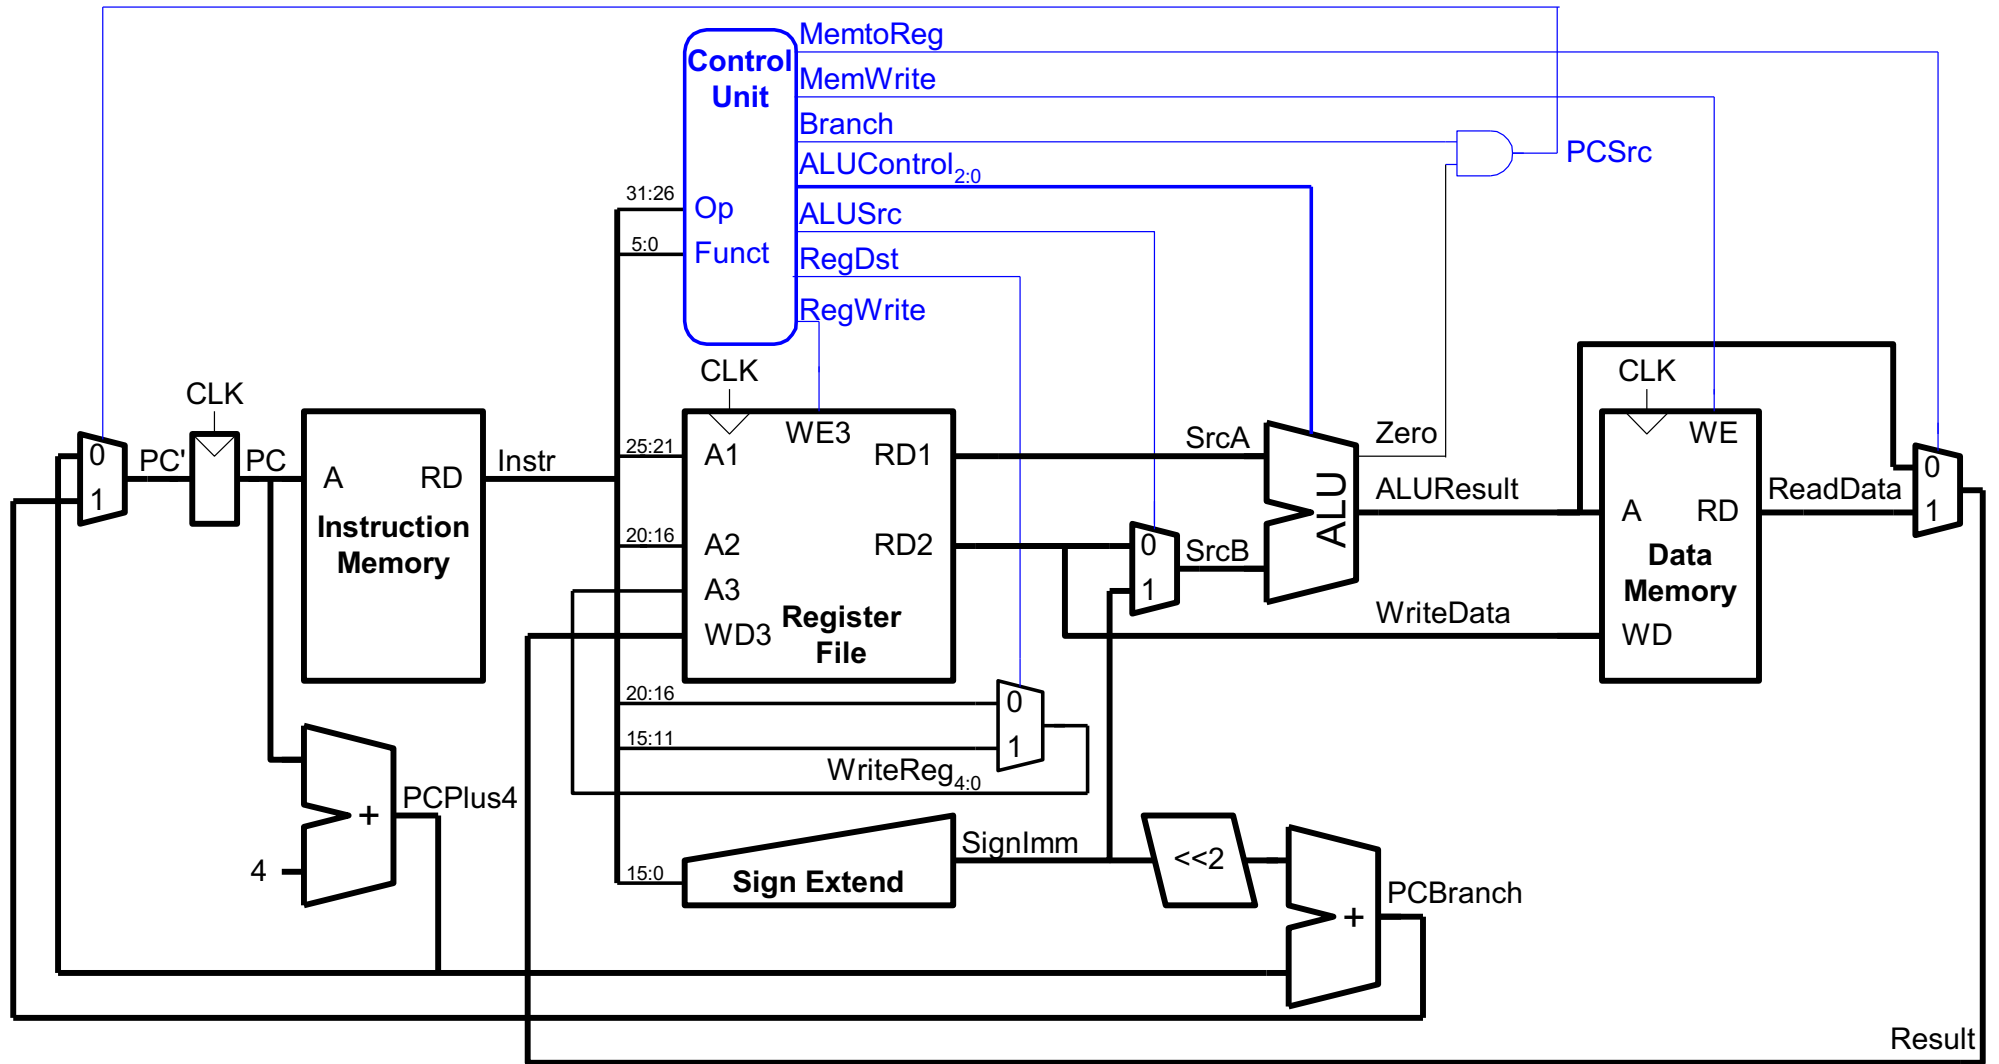 MemtoReg
Control
Unit
MemWrite
Branch
PCSrc
ALUControl2:0
31:26
Op
ALUSrc
5:0
Funct
RegDst
RegWrite
CLK
CLK
CLK
0
1
PC'
PC
A
RD
Instruction
Memory
Instr
25:21
A1
WE3
RD1
20:16
A2
RD2
A3
WD3
Register
File
SrcA
0
1
SrcB
ALU
Zero
ALUResult
WriteData
WE
A
RD
Data
Memory
WD
ReadData
0
1
20:16
0
15:11
1
WriteReg4:0
PCPlus4
+
4
SignImm
15:0
Sign Extend
<<2
+
PCBranch
Result